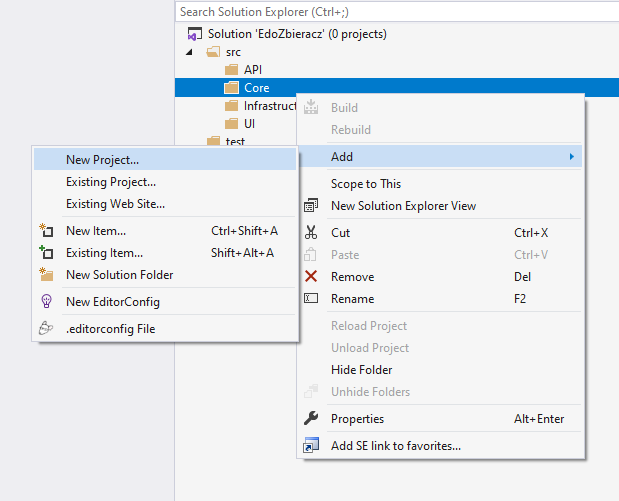 Search Solution Explorer (Ctrl+;)
Solution 'EdoZbieracz' (0 projects)
src
API
Core
Infrastruct
UI
test
Build
Rebuild
Add
Scope to This
New Solution Explorer View
Cut Ctrl+X
Paste Ctrl+V
Remove Del
Rename F2
Reload Project
Unload Project
Hide Folder
Unhide Folders
Properties Alt+Enter
Add SE link to favorites...
New Project...
Existing Project...
Existing Web Site...
New Item... Ctrl+Shift+A
Existing Item... Shift+Alt+A
New Solution Folder
New EditorConfig
.editorconfig File